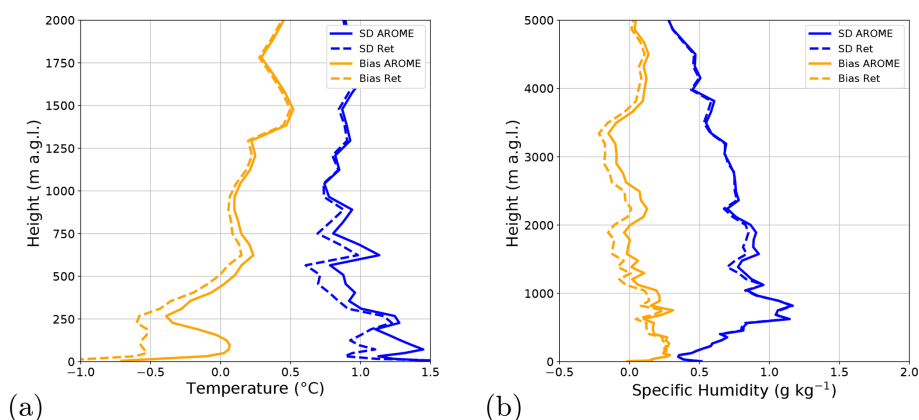 2000
1750
1500
1250
1000
750
500
250
0
Height (m a.g.l.)
SD AROME
SD Ret
Bias AROME
Bias Ret
−1.0
−0.5
0.0
0.5
1.0
1.5
Temperature (°C)
(a)
5000
4000
3000
2000
1000
0
Height (m a.g.l.)
SD AROME
SD Ret
Bias AROME
Bias Ret
−0.5
0.0
0.5
1.0
1.5
2.0
Specific Humidity (g kg⁻¹)
(b)